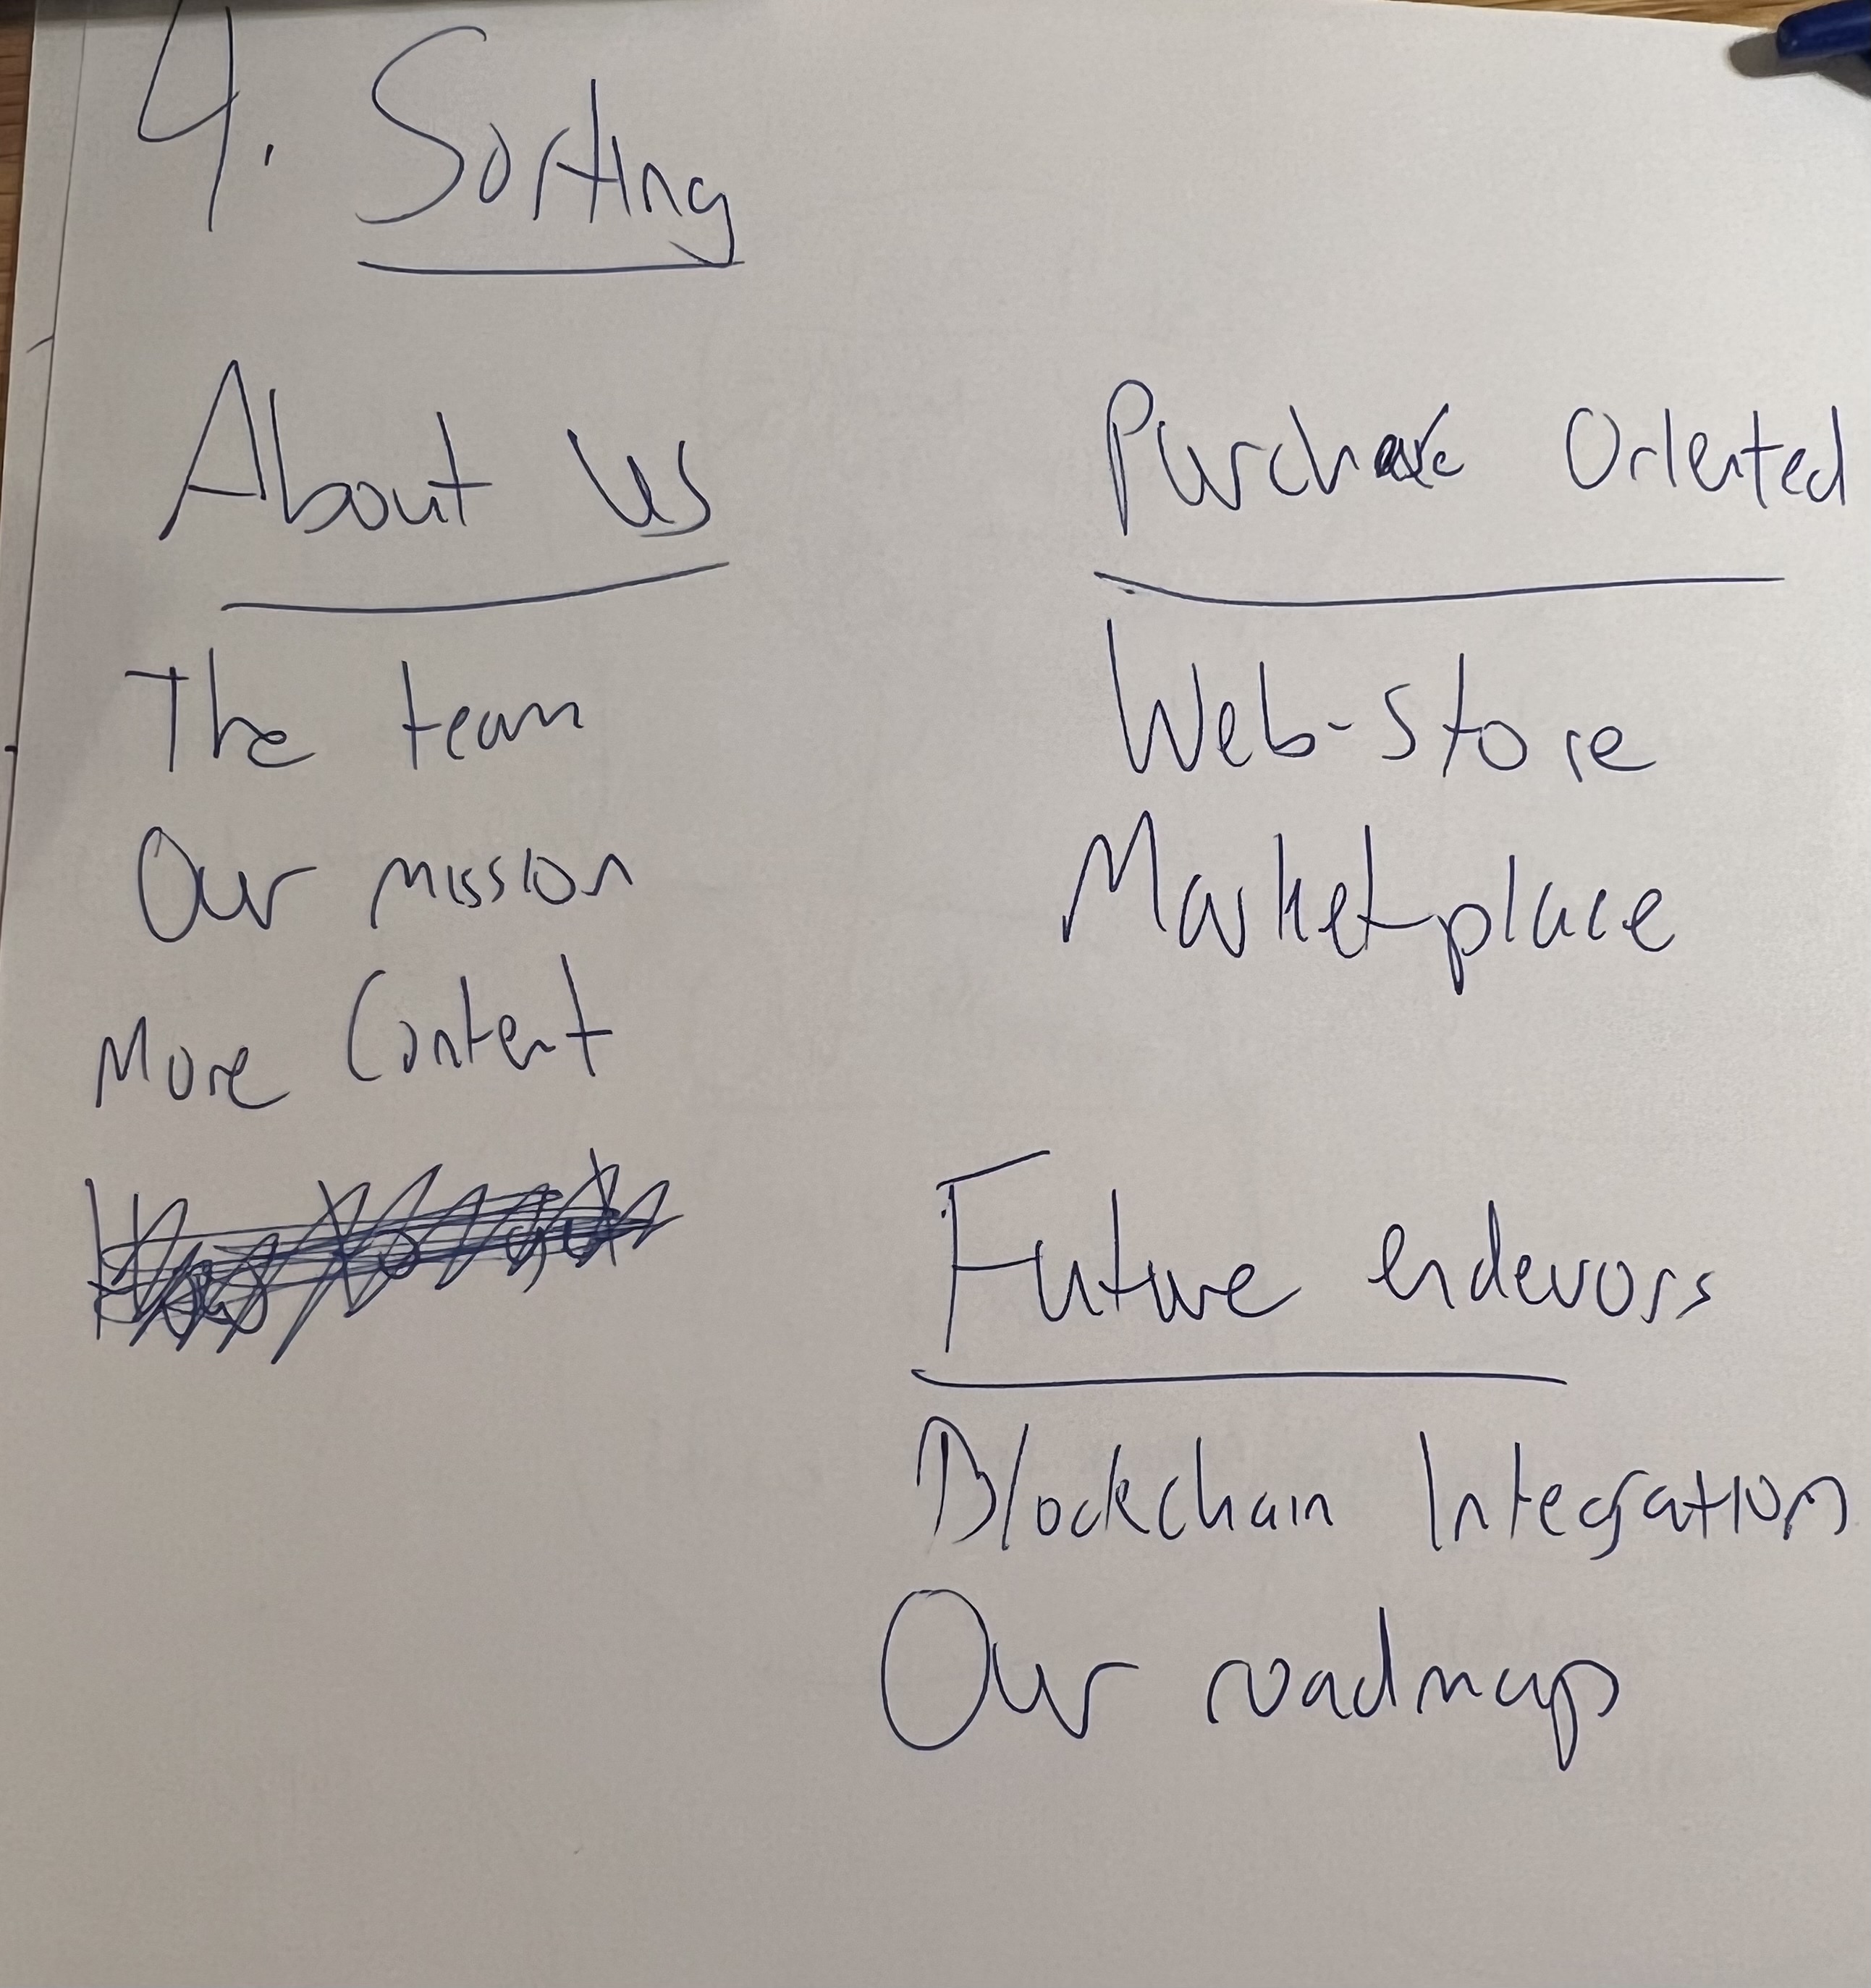 4. Sorting
About us
The team
Our mission
More Content
Purchase Oriented
Web-store
Marketplace
Future endevors
Blockchain Integration
Our roadmap